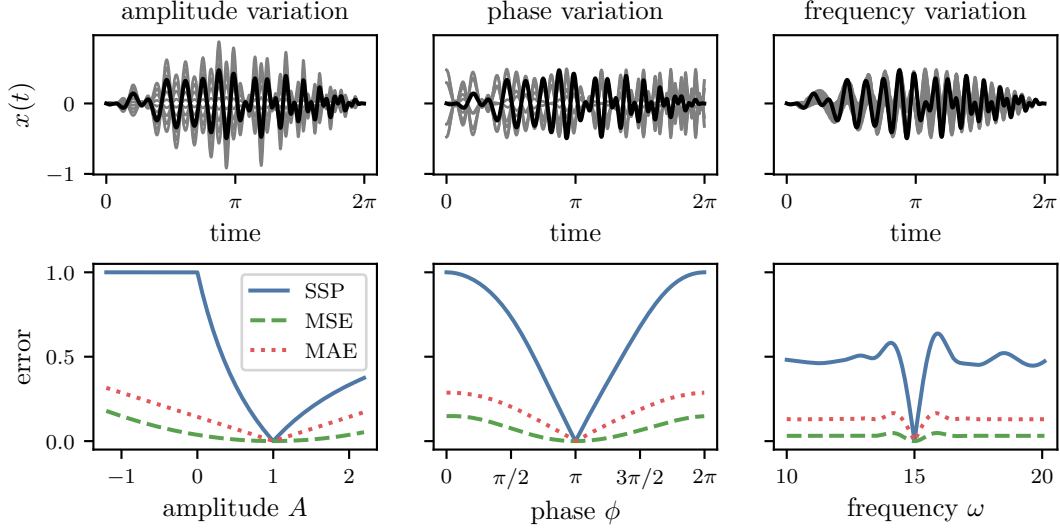 amplitude variation
phase variation
frequency variation
x(t)
0
−1
0
π
2π
0
π
2π
0
π
2π
time
time
time
error
1.0
0.5
0.0
SSP
MSE
MAE
−1
0
1
2
0
π/2
π
3π/2
2π
10
15
20
amplitude A
phase ϕ
frequency ω